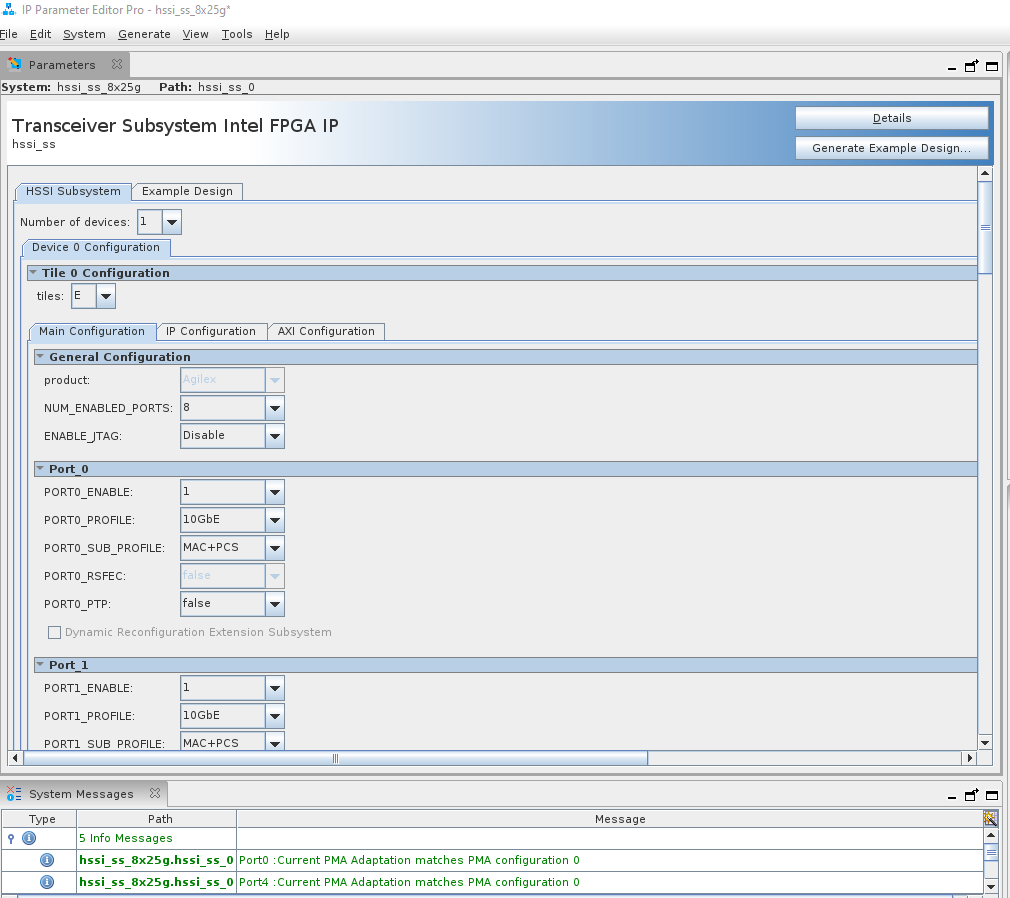 IP Parameter Editor Pro - hssi_ss_8x25g*
File Edit System Generate View Tools Help
Parameters
System: hssi_ss_8x25g Path: hssi_ss_0
Transceiver Subsystem Intel FPGA IP
hssi_ss
Details
Generate Example Design...
HSSI Subsystem Example Design
Number of devices: 1
Device 0 Configuration
Tile 0 Configuration
tiles: E
Main Configuration IP Configuration AXI Configuration
General Configuration
product: Agilex
NUM_ENABLED_PORTS: 8
ENABLE_JTAG: Disable
Port_0
PORT0_ENABLE: 1
PORT0_PROFILE: 10GbE
PORT0_SUB_PROFILE: MAC+PCS
PORT0_RSFEC: false
PORT0_PTP: false
Dynamic Reconfiguration Extension Subsystem
Port_1
PORT1_ENABLE: 1
PORT1_PROFILE: 10GbE
PORT1_SUB_PROFILE: MAC+PCS
System Messages
Type Path Message
5 Info Messages
hssi_ss_8x25g.hssi_ss_0 Port0 :Current PMA Adaptation matches PMA configuration 0
hssi_ss_8x25g.hssi_ss_0 Port4 :Current PMA Adaptation matches PMA configuration 0